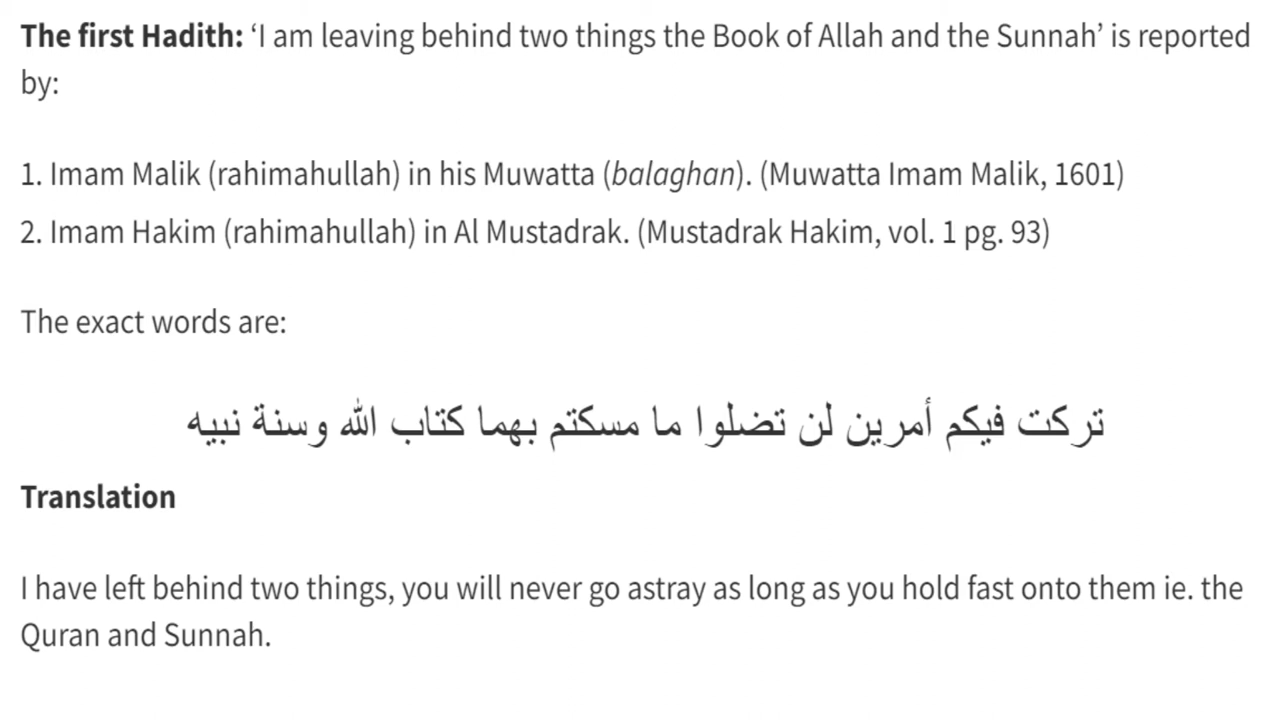 The first Hadith: ‘I am leaving behind two things the Book of Allah and the Sunnah’ is reported
by:
1. Imam Malik (rahimahullah) in his Muwatta (balaghan). (Muwatta Imam Malik, 1601)
2. Imam Hakim (rahimahullah) in Al Mustadrak. (Mustadrak Hakim, vol. 1 pg. 93)
The exact words are:
تركت فيكم أمرين لن تضلوا ما مسكتم بهما كتاب الله وسنة نبيه
Translation
I have left behind two things, you will never go astray as long as you hold fast onto them ie. the
Quran and Sunnah.